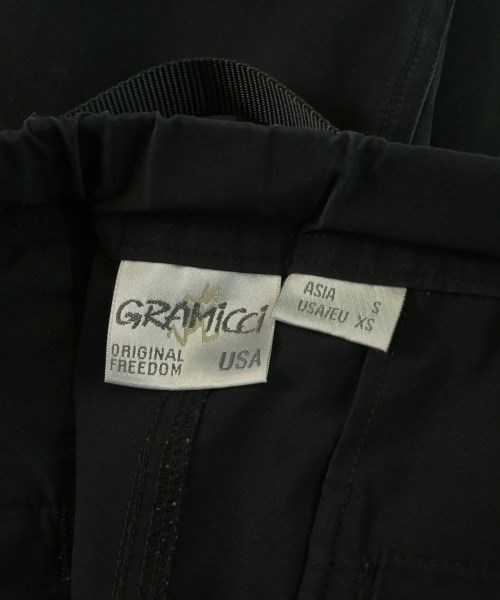 GRAMicci
ORIGINAL
FREEDOM
USA
ASIA S
USA/EU XS